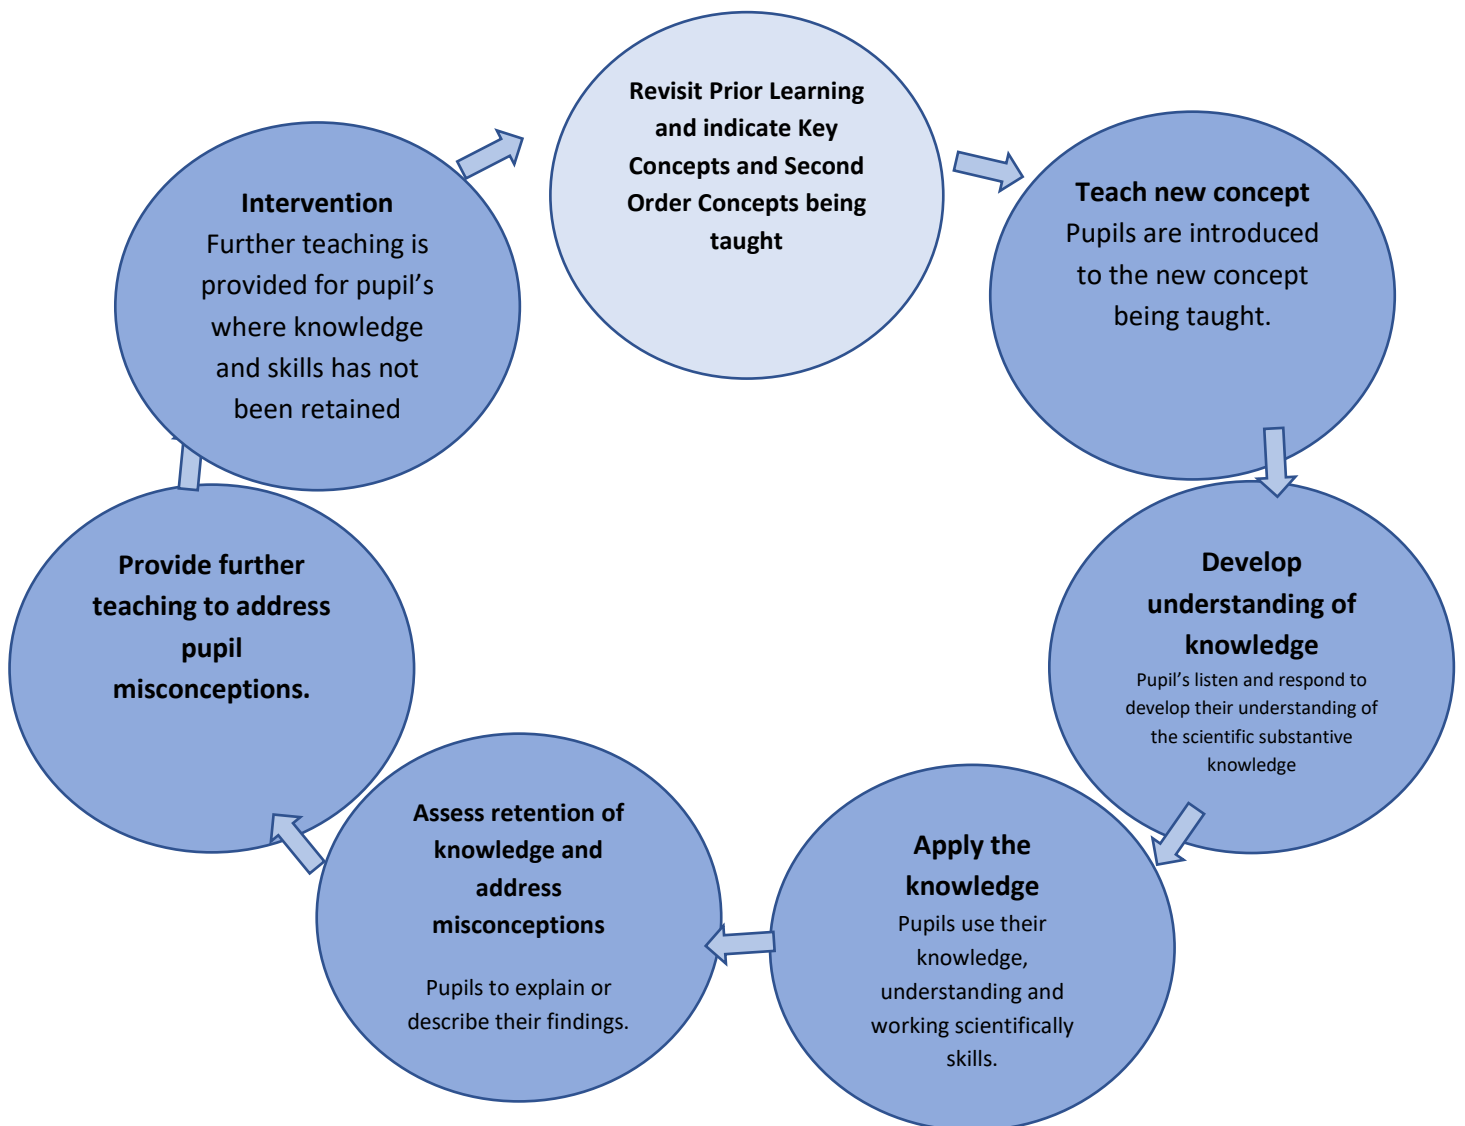 Revisit Prior Learning
and indicate Key
Concepts and Second
Order Concepts being
taught
Teach new concept
Pupils are introduced
to the new concept
being taught.
Develop
understanding of
knowledge
Pupil’s listen and respond to
develop their understanding of
the scientific substantive
knowledge
Apply the
knowledge
Pupils use their
knowledge,
understanding and
working scientifically
skills.
Assess retention of
knowledge and
address
misconceptions
Pupils to explain or
describe their findings.
Provide further
teaching to address
pupil
misconceptions.
Intervention
Further teaching is
provided for pupil’s
where knowledge
and skills has not
been retained